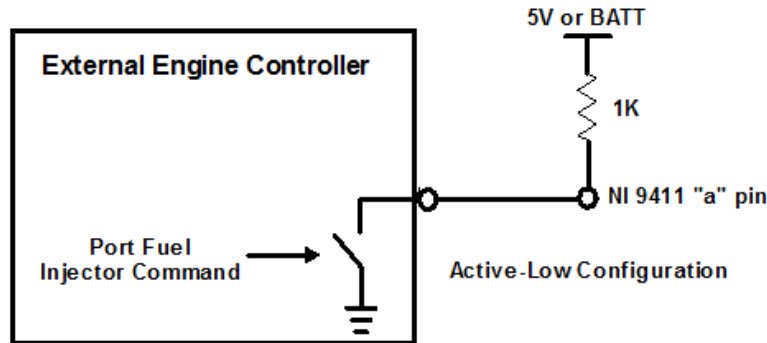 5V or BATT
External Engine Controller
1K
NI 9411 "a" pin
Port Fuel
Injector Command
Active-Low Configuration